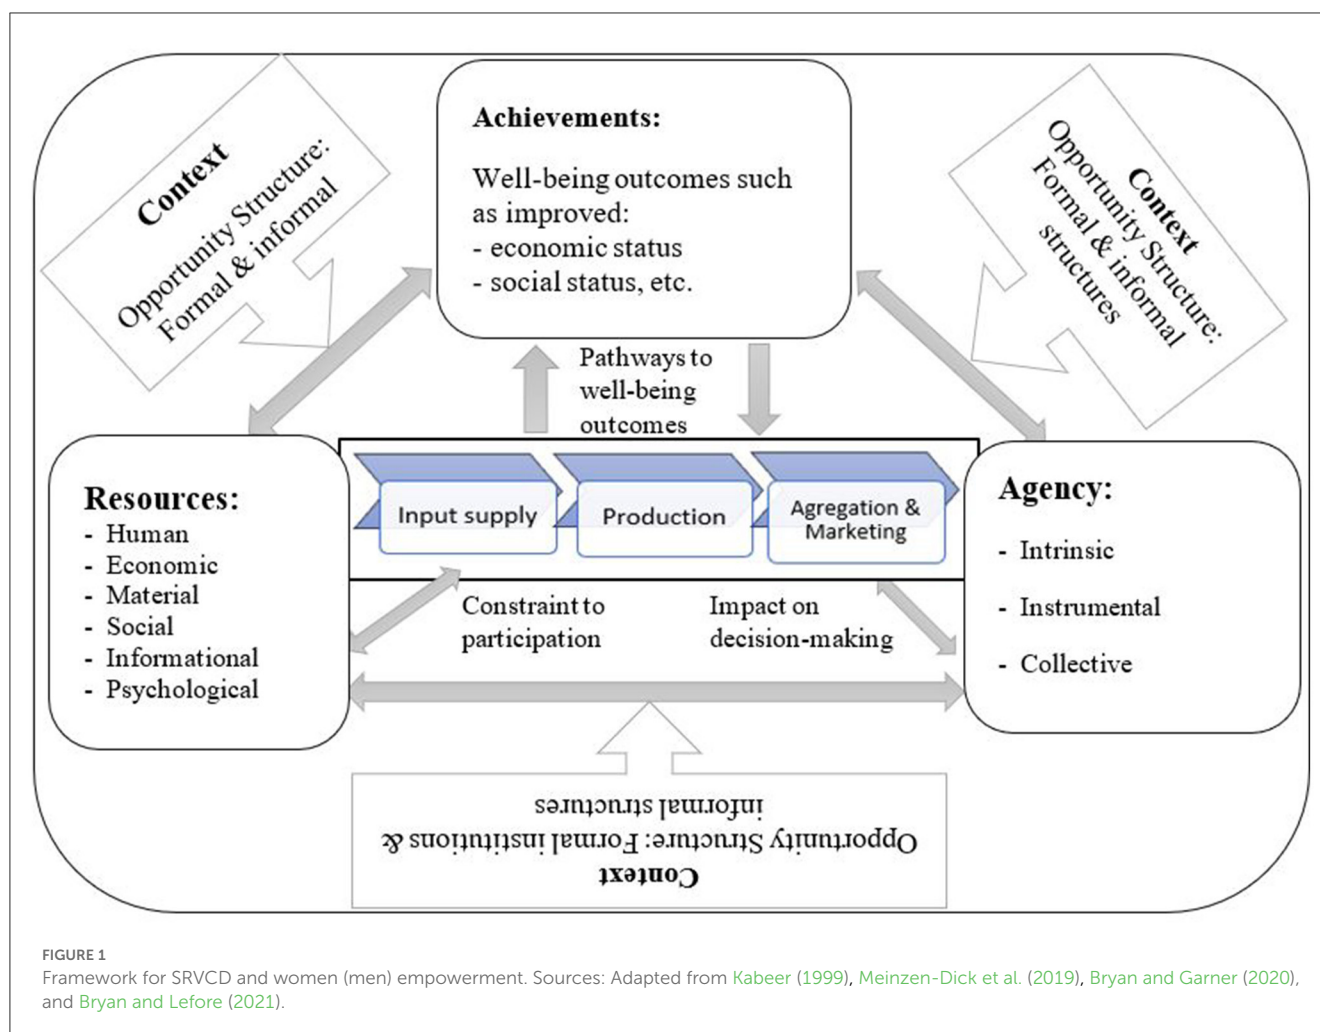 Achievements:
Well-being outcomes such
as improved:
- economic status
- social status, etc.
Context
Opportunity Structure:
Formal & informal
Context
Opportunity Structure:
Formal & informal
structures
Pathways to
well-being
outcomes
Resources:
- Human
- Economic
- Material
- Social
- Informational
- Psychological
Input supply
Production
Agregation &
Marketing
Agency:
- Intrinsic
- Instrumental
- Collective
Constraint to
participation
Impact on
decision-making
Context
Opportunity Structure: Formal institutions &
informal structures
FIGURE 1
Framework for SRVCD and women (men) empowerment. Sources: Adapted from Kabeer (1999), Meinzen-Dick et al. (2019), Bryan and Garner (2020),
and Bryan and Lefore (2021).